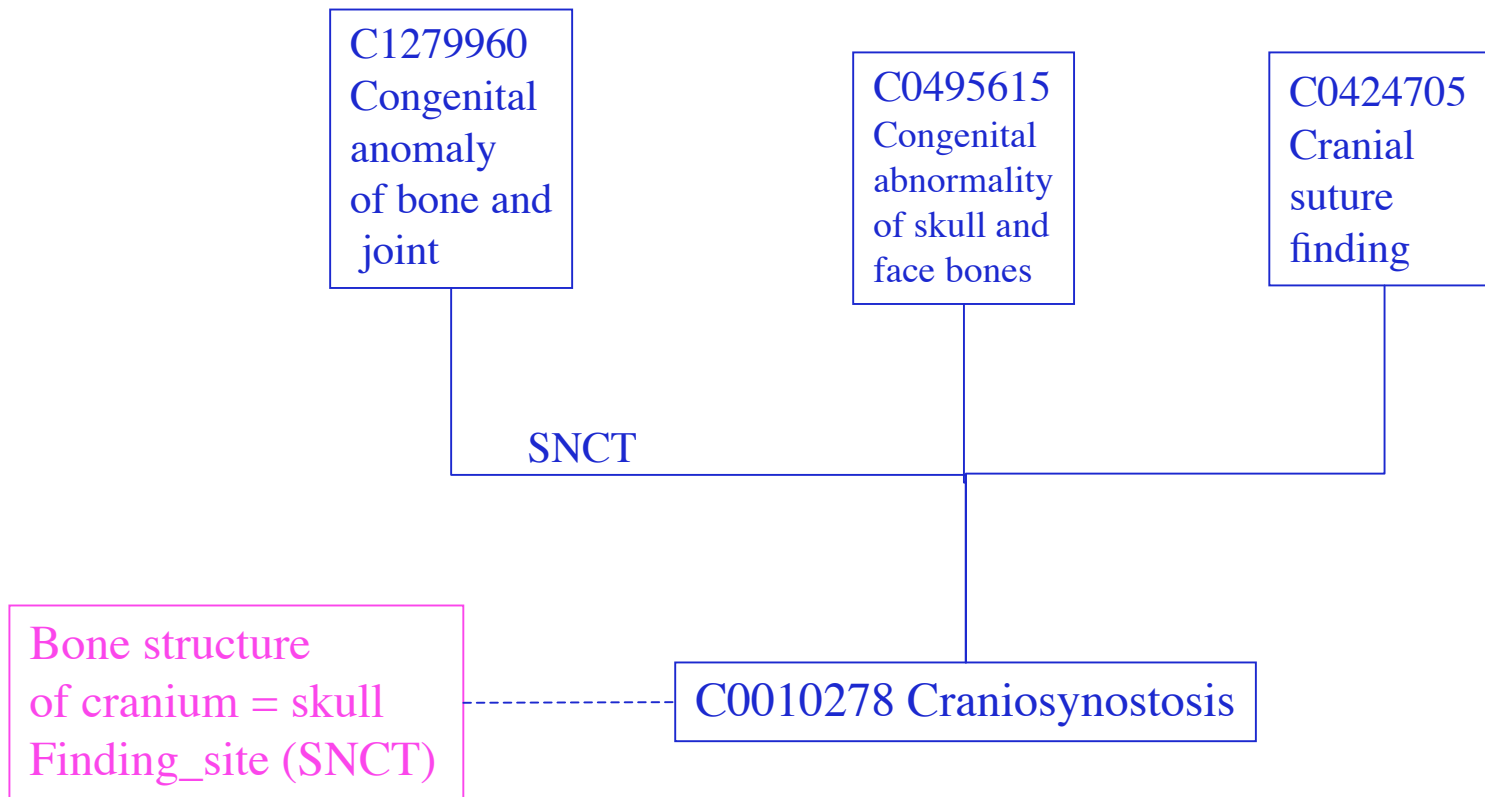 C1279960
Congenital
anomaly
of bone and
joint
C0495615
Congenital
abnormality
of skull and
face bones
C0424705
Cranial
suture
finding
SNCT
Bone structure
of cranium = skull
Finding_site (SNCT)
C0010278 Craniosynostosis